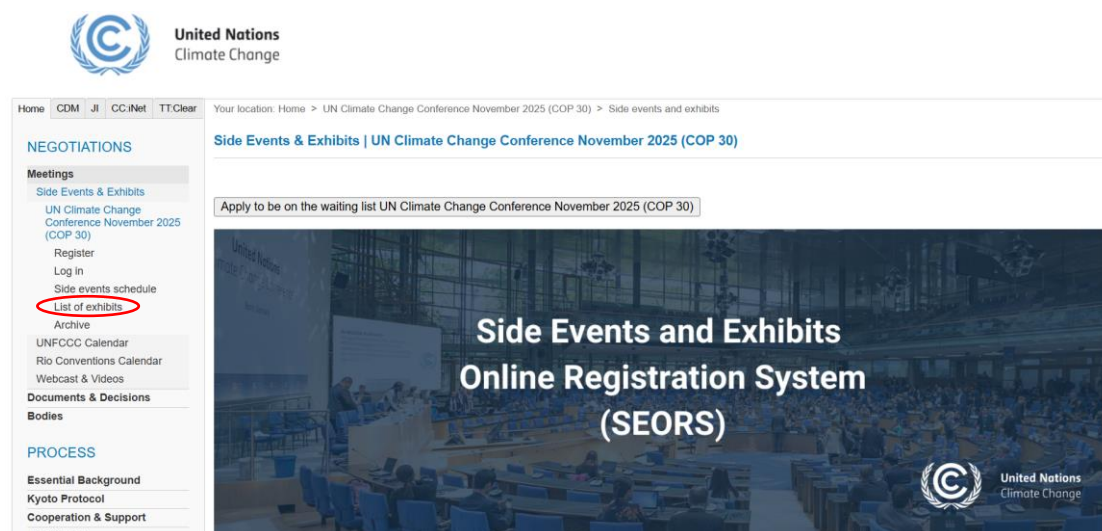 United Nations
Climate Change
Home CDM JI CC:iNet TT:Clear
Your location: Home > UN Climate Change Conference November 2025 (COP 30) > Side events and exhibits
NEGOTIATIONS
Meetings
Side Events & Exhibits
UN Climate Change
Conference November 2025
(COP 30)
Register
Log in
Side events schedule
List of exhibits
Archive
UNFCCC Calendar
Rio Conventions Calendar
Webcast & Videos
Documents & Decisions
Bodies
PROCESS
Essential Background
Kyoto Protocol
Cooperation & Support
Side Events & Exhibits | UN Climate Change Conference November 2025 (COP 30)
Apply to be on the waiting list UN Climate Change Conference November 2025 (COP 30)
United Nations
Side Events and Exhibits
Online Registration System
(SEORS)
United Nations
Climate Change